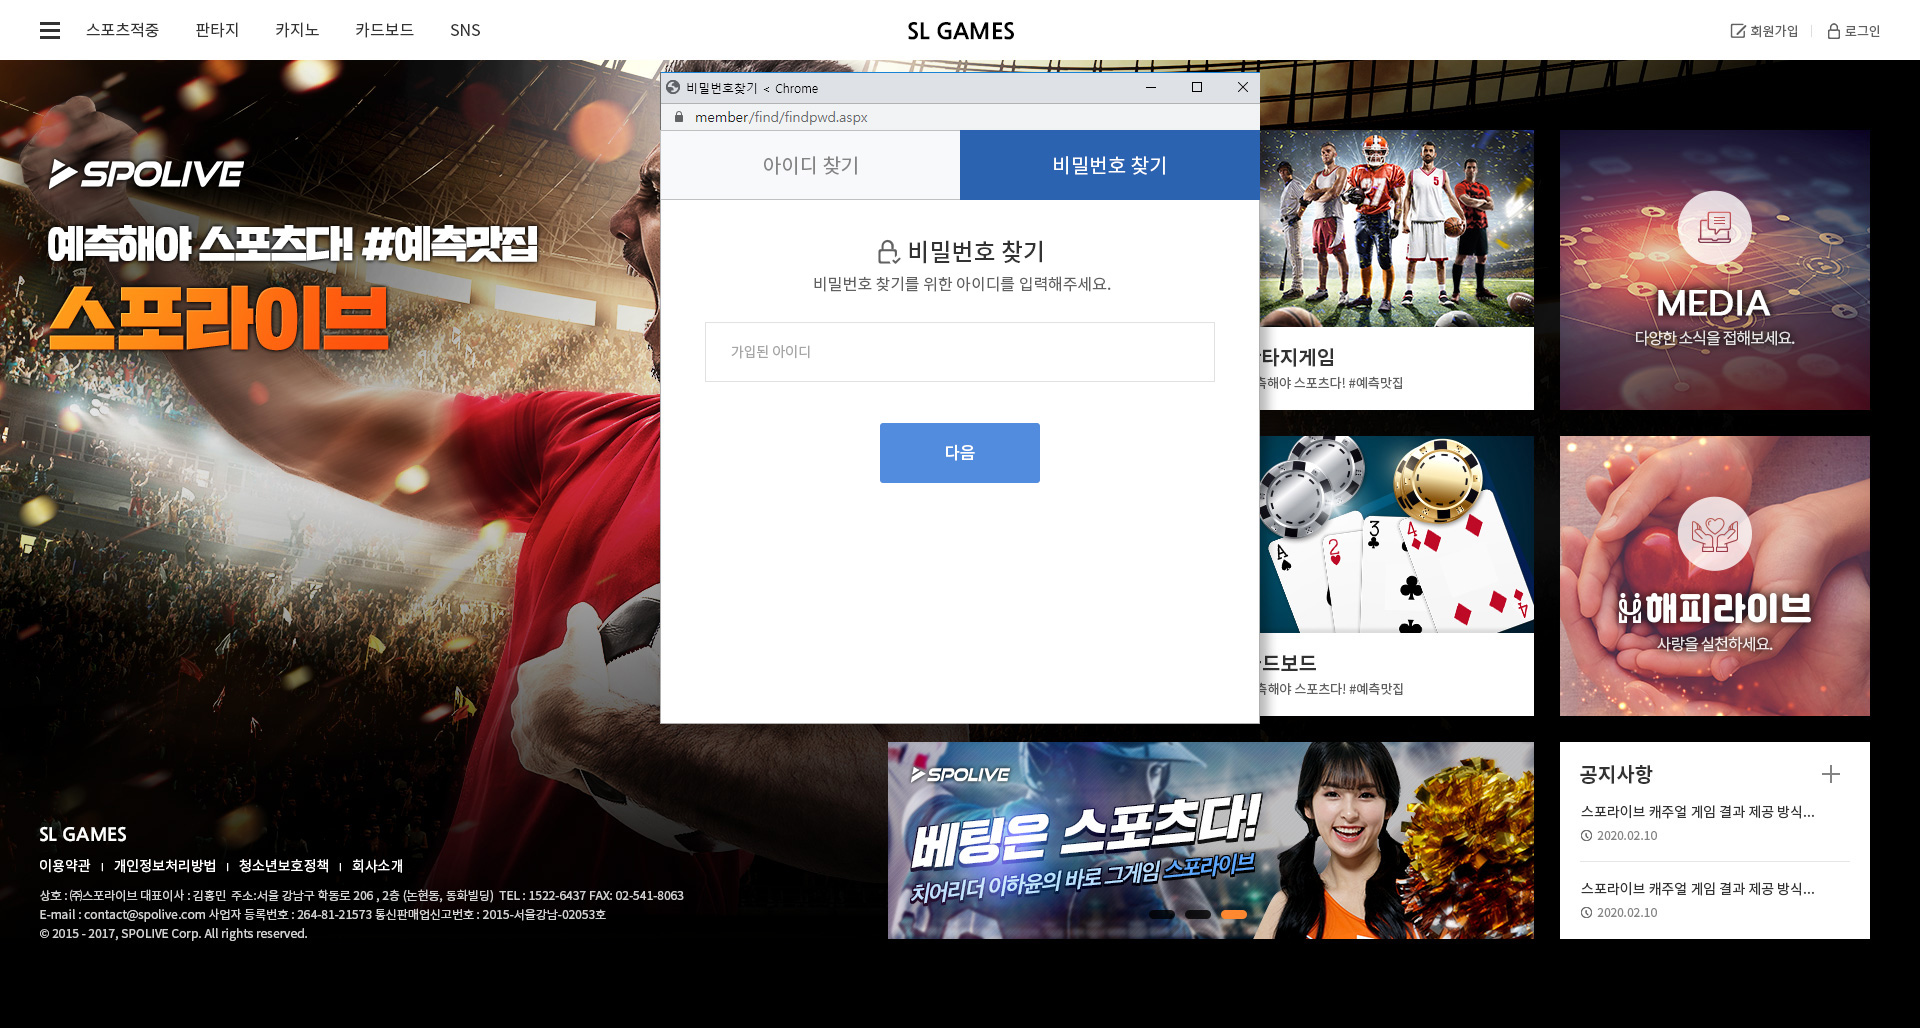 스포츠적중 판타지 카지노 카드보드 SNS
SL GAMES
회원가입 로그인
SPOLIVE
예측해야 스포츠다! #예측맛집
스포라이브
비밀번호찾기 < Chrome
member/find/findpwd.aspx
아이디 찾기
비밀번호 찾기
비밀번호 찾기
비밀번호 찾기를 위한 아이디를 입력해주세요.
가입된 아이디
다음
타지게임
측해야 스포츠다! #예측맛집
MEDIA
다양한 소식을 접해보세요.
A 2 3 4
드보드
측해야 스포츠다! #예측맛집
해피라이브
사랑을 실천하세요.
SPOLIVE
베팅은 스포츠다!
치어리더 이하윤의 바로 그게임 스포라이브
공지사항
스포라이브 캐주얼 게임 결과 제공 방식...
2020.02.10
스포라이브 캐주얼 게임 결과 제공 방식...
2020.02.10
SL GAMES
이용약관 | 개인정보처리방법 | 청소년보호정책 | 회사소개
상호 : ㈜스포라이브 대표이사 : 김홍민 주소:서울 강남구 학동로 206 , 2층 (논현동, 동화빌딩) TEL : 1522-6437 FAX: 02-541-8063
E-mail : contact@spolive.com 사업자 등록번호 : 264-81-21573 통신판매업신고번호 : 2015-서울강남-02053호
© 2015 - 2017, SPOLIVE Corp. All rights reserved.